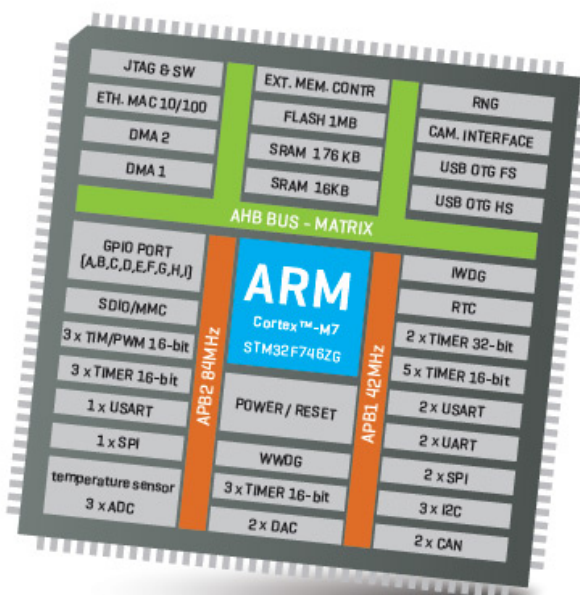 JTAG & SW
ETH. MAC 10/100
DMA 2
DMA 1
EXT. MEM. CONTR
FLASH 1MB
SRAM 176 KB
SRAM 16KB
RNG
CAM. INTERFACE
USB OTG FS
USB OTG HS
AHB BUS - MATRIX
GPIO PORT
(A,B,C,D,E,F,G,H,I)
SDIO/MMC
3 x TIM/PWM 16-bit
3 x TIMER 16-bit
1 x USART
1 x SPI
temperature sensor
3 x ADC
APB2 84MHz
ARM
Cortex™-M7
STM32F746ZG
POWER / RESET
WWDG
3 x TIMER 16-bit
2 x DAC
APB1 42MHz
IWDG
RTC
2 x TIMER 32-bit
5 x TIMER 16-bit
2 x USART
2 x UART
2 x SPI
3 x I2C
2 x CAN